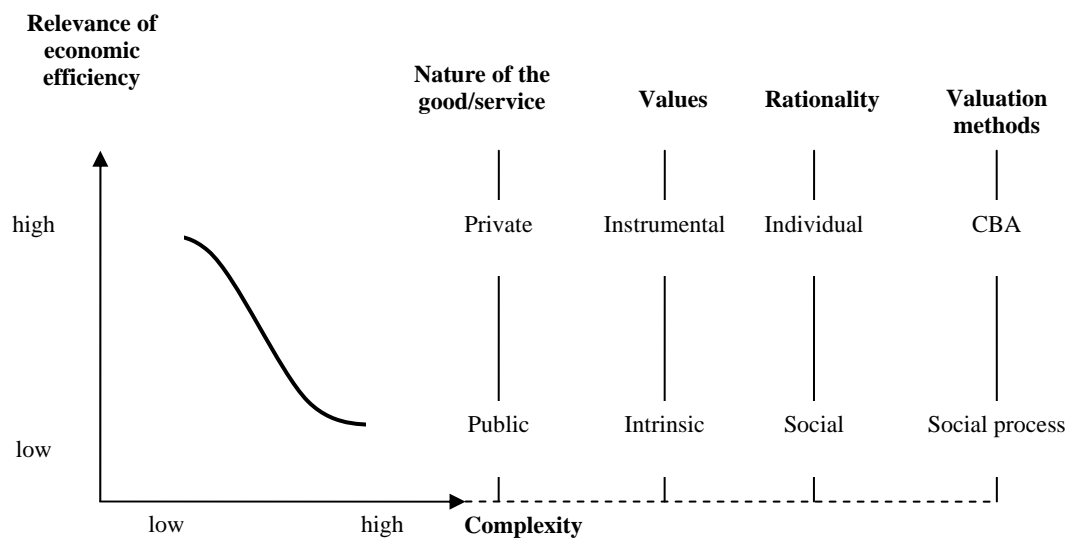 Relevance of
economic
efficiency
Nature of the
good/service
Values
Rationality
Valuation
methods
high
Private
Instrumental
Individual
CBA
Public
Intrinsic
Social
Social process
low
low
high
Complexity